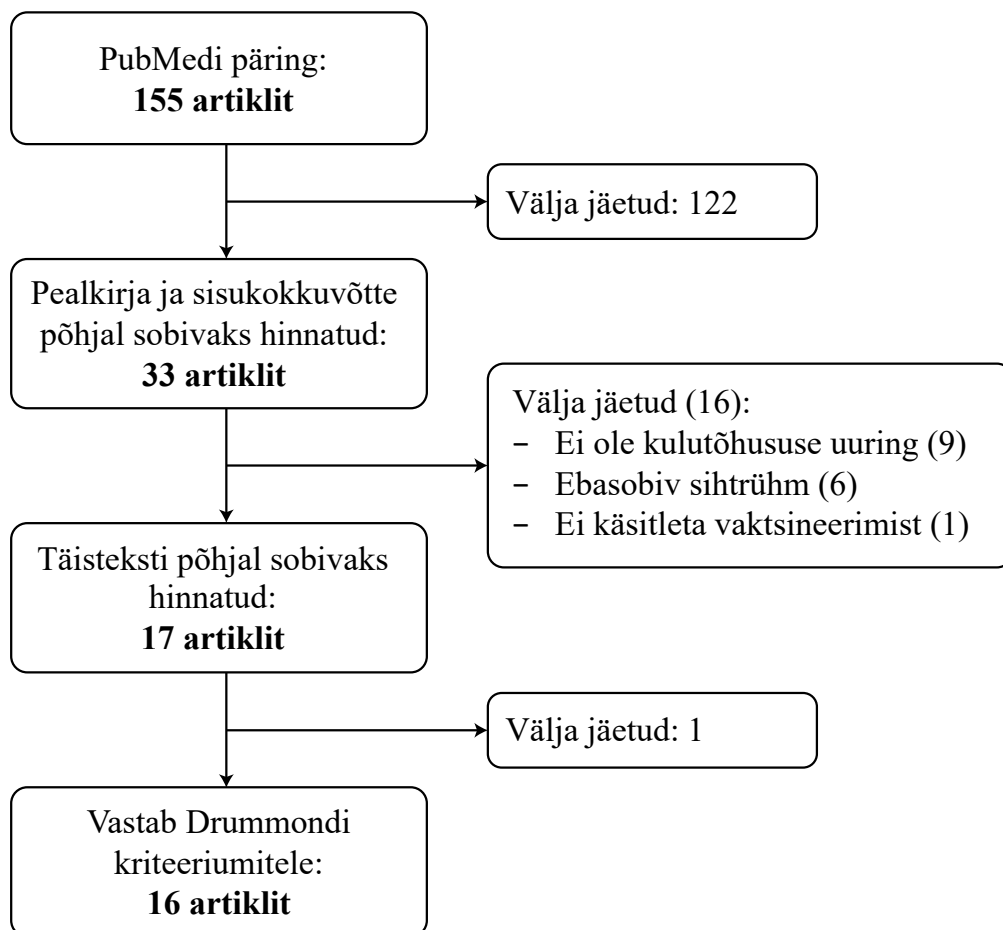 PubMedi päring:
155 artiklit
Välja jäetud: 122
Pealkirja ja sisukokkuvõtte
põhjal sobivaks hinnatud:
33 artiklit
Välja jäetud (16):
- Ei ole kulutõhususe uuring (9)
- Ebasobiv sihtrühm (6)
- Ei käsitleta vaktsineerimist (1)
Täisteksti põhjal sobivaks
hinnatud:
17 artiklit
Välja jäetud: 1
Vastab Drummondi
kriteeriumitele:
16 artiklit